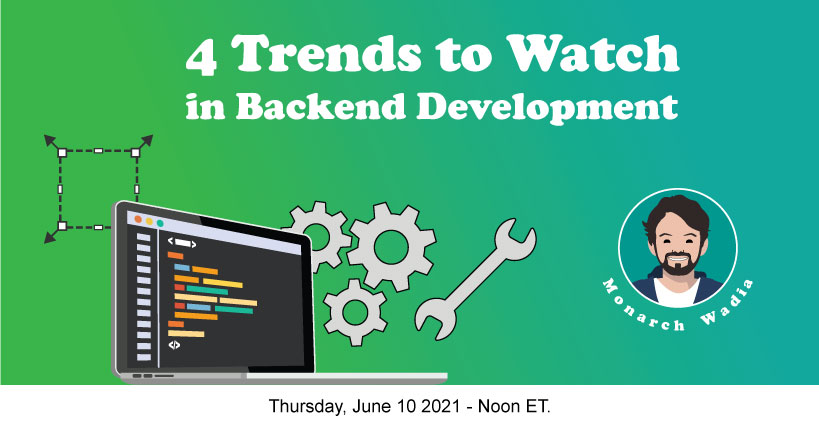 4 Trends to Watch
in Backend Development
< >
</>
Monarch Wadia
Thursday, June 10 2021 - Noon ET.